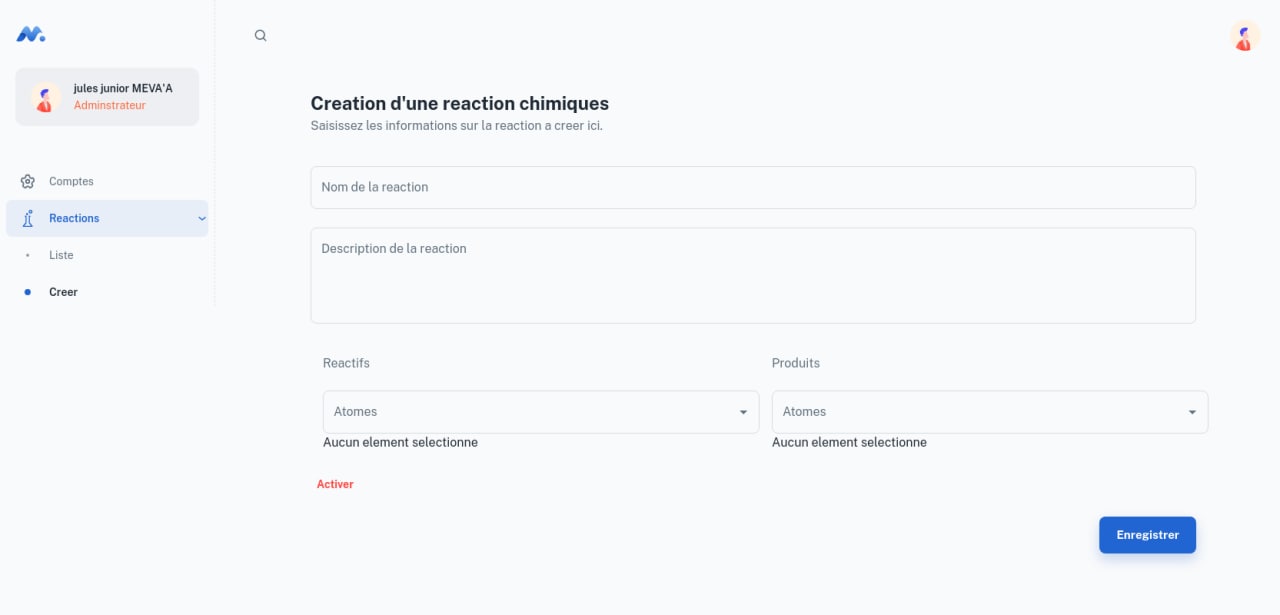 jules junior MEVA'A
Adminstrateur
Comptes
Reactions
Liste
Creer
Creation d'une reaction chimiques
Saisissez les informations sur la reaction a creer ici.
Nom de la reaction
Description de la reaction
Reactifs
Produits
Atomes
Atomes
Aucun element selectionne
Aucun element selectionne
Activer
Enregistrer